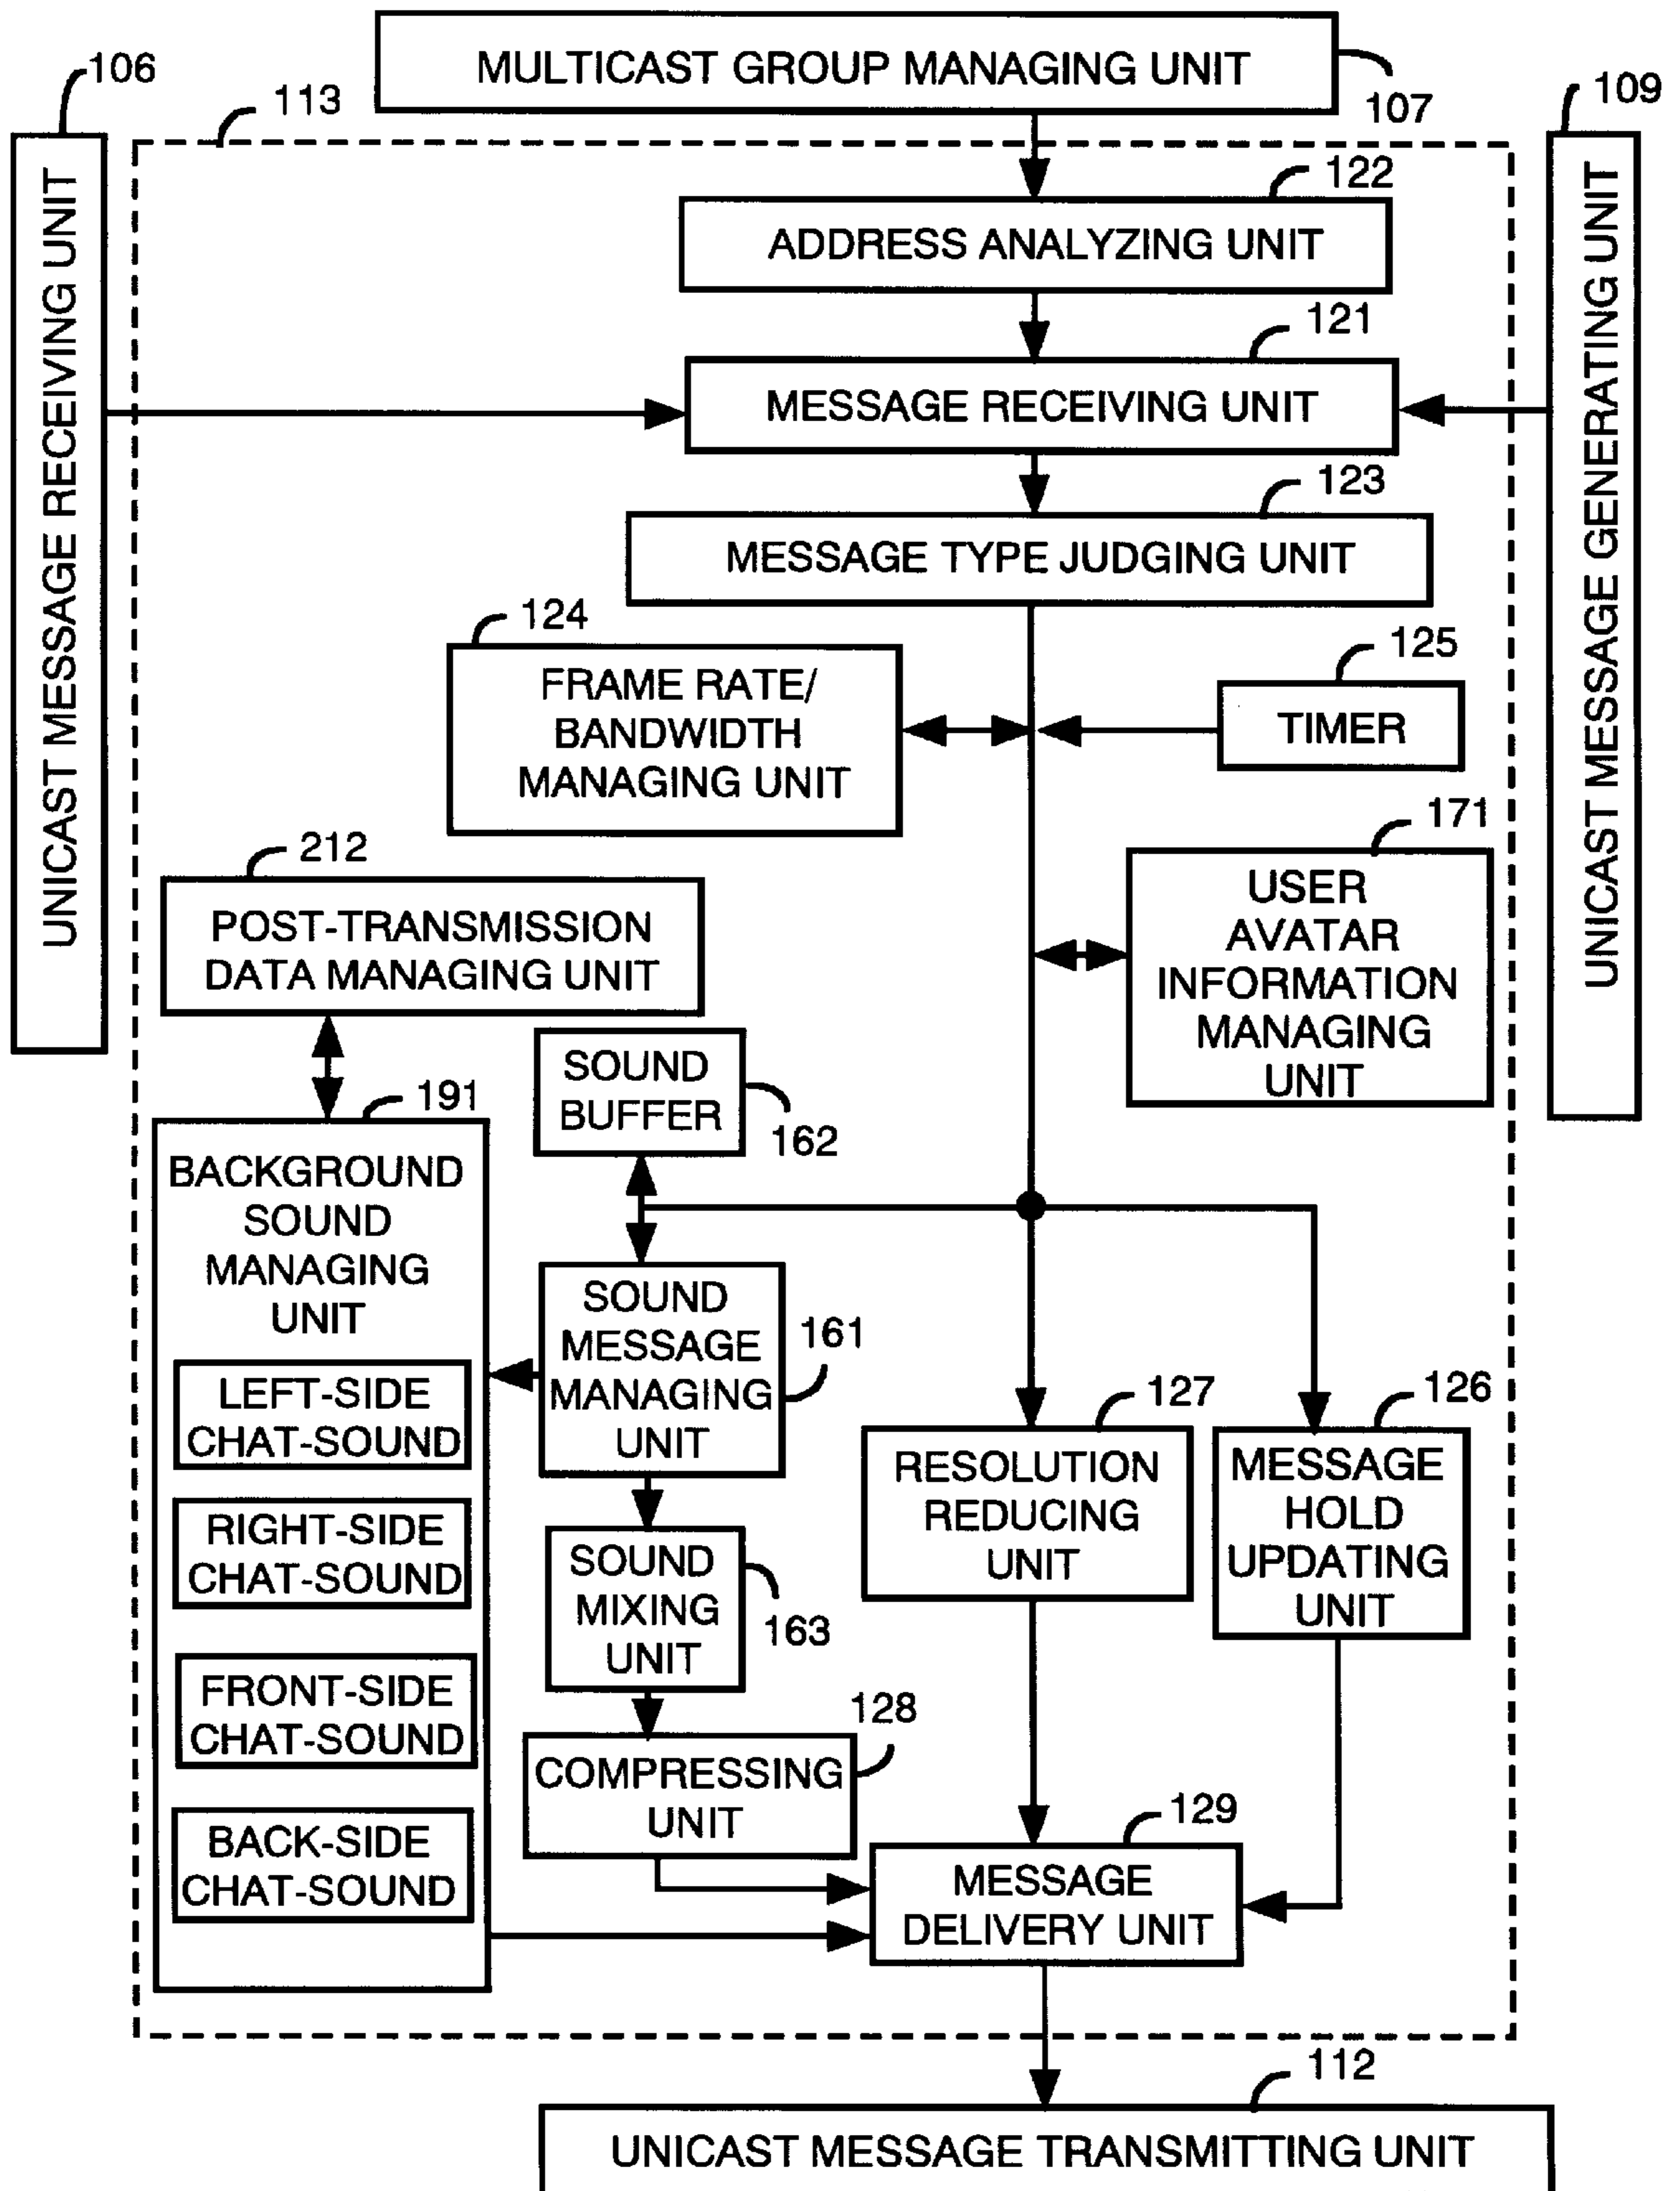 MULTICAST GROUP MANAGING UNIT
107
106
UNICAST MESSAGE RECEIVING UNIT
113
109
UNICAST MESSAGE GENERATING UNIT
122
ADDRESS ANALYZING UNIT
121
MESSAGE RECEIVING UNIT
123
MESSAGE TYPE JUDGING UNIT
124
FRAME RATE/
BANDWIDTH
MANAGING UNIT
125
TIMER
171
USER
AVATAR
INFORMATION
MANAGING
UNIT
212
POST-TRANSMISSION
DATA MANAGING UNIT
SOUND
BUFFER
162
191
BACKGROUND
SOUND
MANAGING
UNIT
LEFT-SIDE
CHAT-SOUND
RIGHT-SIDE
CHAT-SOUND
FRONT-SIDE
CHAT-SOUND
BACK-SIDE
CHAT-SOUND
SOUND
MESSAGE
MANAGING
UNIT
161
SOUND
MIXING
UNIT
163
128
COMPRESSING
UNIT
127
RESOLUTION
REDUCING
UNIT
126
MESSAGE
HOLD
UPDATING
UNIT
129
MESSAGE
DELIVERY UNIT
112
UNICAST MESSAGE TRANSMITTING UNIT